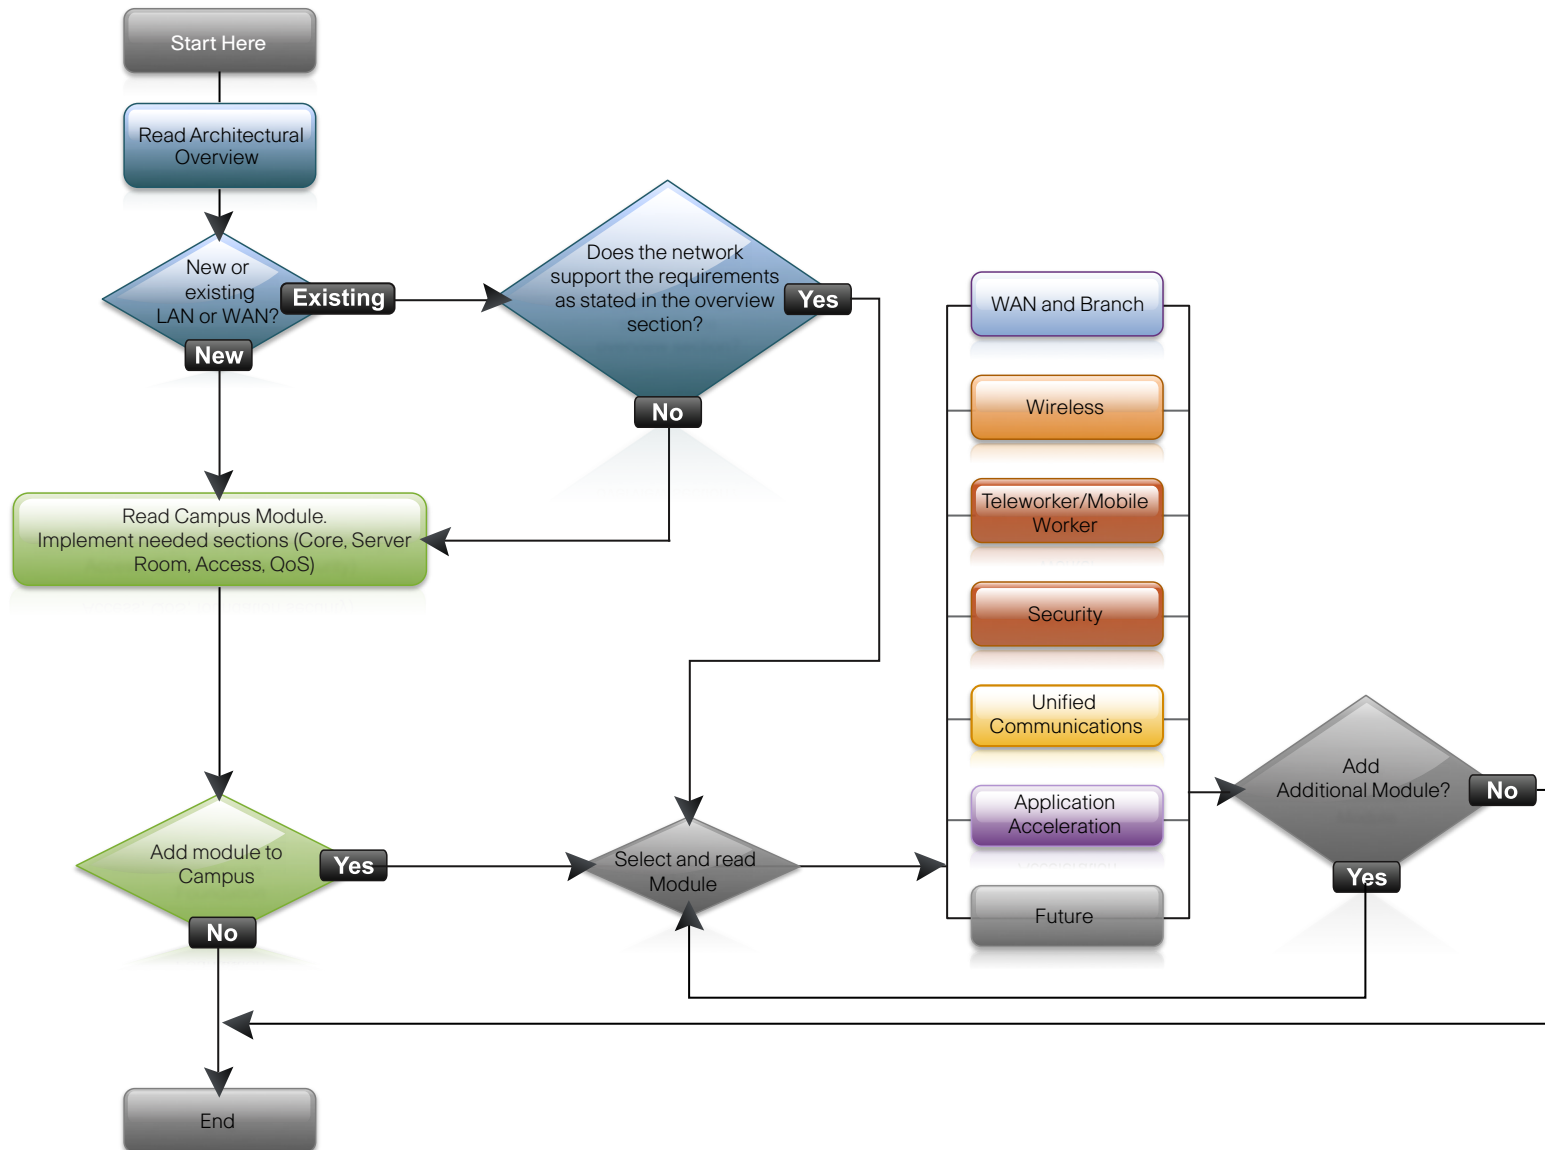 Start Here
Read Architectural
Overview
New or
existing
LAN or WAN?
Existing
New
Does the network
support the requirements
as stated in the overview
section?
Yes
No
Read Campus Module.
Implement needed sections (Core, Server
Room, Access, QoS)
Add module to
Campus
Yes
No
Select and read
Module
WAN and Branch
Wireless
Teleworker/Mobile
Worker
Security
Unified
Communications
Application
Acceleration
Future
Add
Additional Module?
No
Yes
End